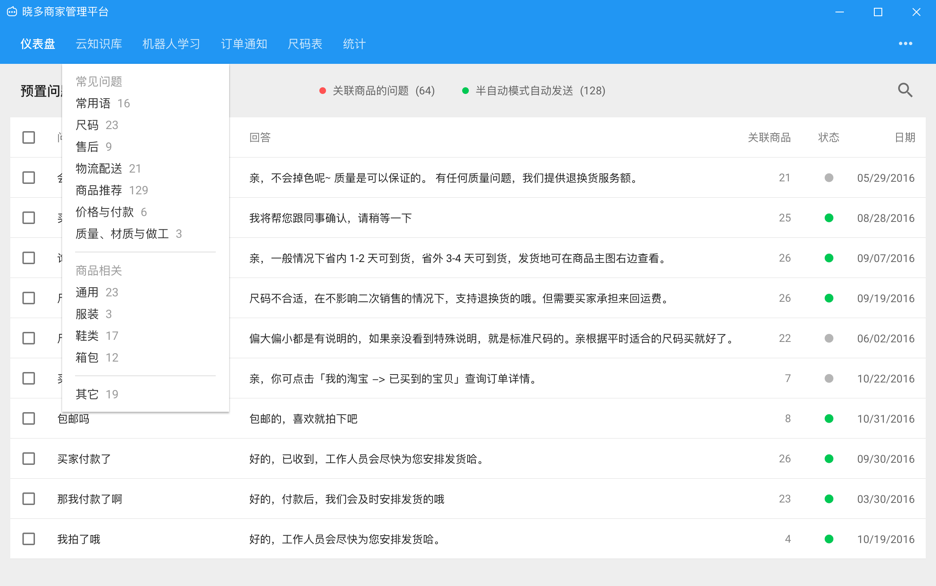 晓多商家管理平台
仪表盘 云知识库 机器人学习 订单通知 尺码表 统计
预置问 关联商品的问题 (64) 半自动模式自动发送 (128)
常见问题
常用语 16
尺码 23
售后 9
物流配送 21
商品推荐 129
价格与付款 6
质量、材质与做工 3
商品相关
通用 23
服装 3
鞋类 17
箱包 12
其它 19
回答 关联商品 状态 日期
亲，不会掉色呢~ 质量是可以保证的。 有任何质量问题，我们提供退换货服务额。 21 05/29/2016
我将帮您跟同事确认，请稍等一下 25 08/28/2016
亲，一般情况下省内 1-2 天可到货，省外 3-4 天可到货，发货地可在商品主图右边查看。 26 09/07/2016
尺码不合适，在不影响二次销售的情况下，支持退换货的哦。但需要买家承担来回运费。 26 09/19/2016
偏大偏小都是有说明的，如果亲没看到特殊说明，就是标准尺码的。亲根据平时适合的尺码买就好了。 22 06/02/2016
亲，你可点击「我的淘宝 –> 已买到的宝贝」查询订单详情。 7 10/22/2016
包邮吗 包邮的，喜欢就拍下吧 8 10/31/2016
买家付款了 好的，已收到，工作人员会尽快为您安排发货哈。 26 09/30/2016
那我付款了啊 好的，付款后，我们会及时安排发货的哦 23 03/30/2016
我拍了哦 好的，工作人员会尽快为您安排发货哈。 4 10/19/2016